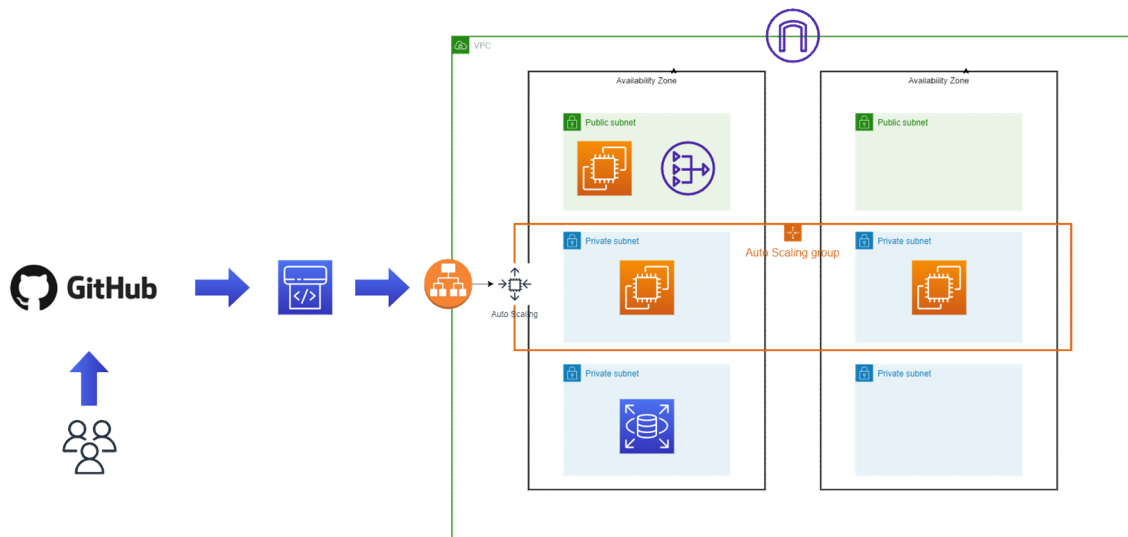 VPC
Availability Zone
Availability Zone
Public subnet
Public subnet
Private subnet
Auto Scaling group
Private subnet
GitHub
</>
Auto Scaling
Private subnet
Private subnet